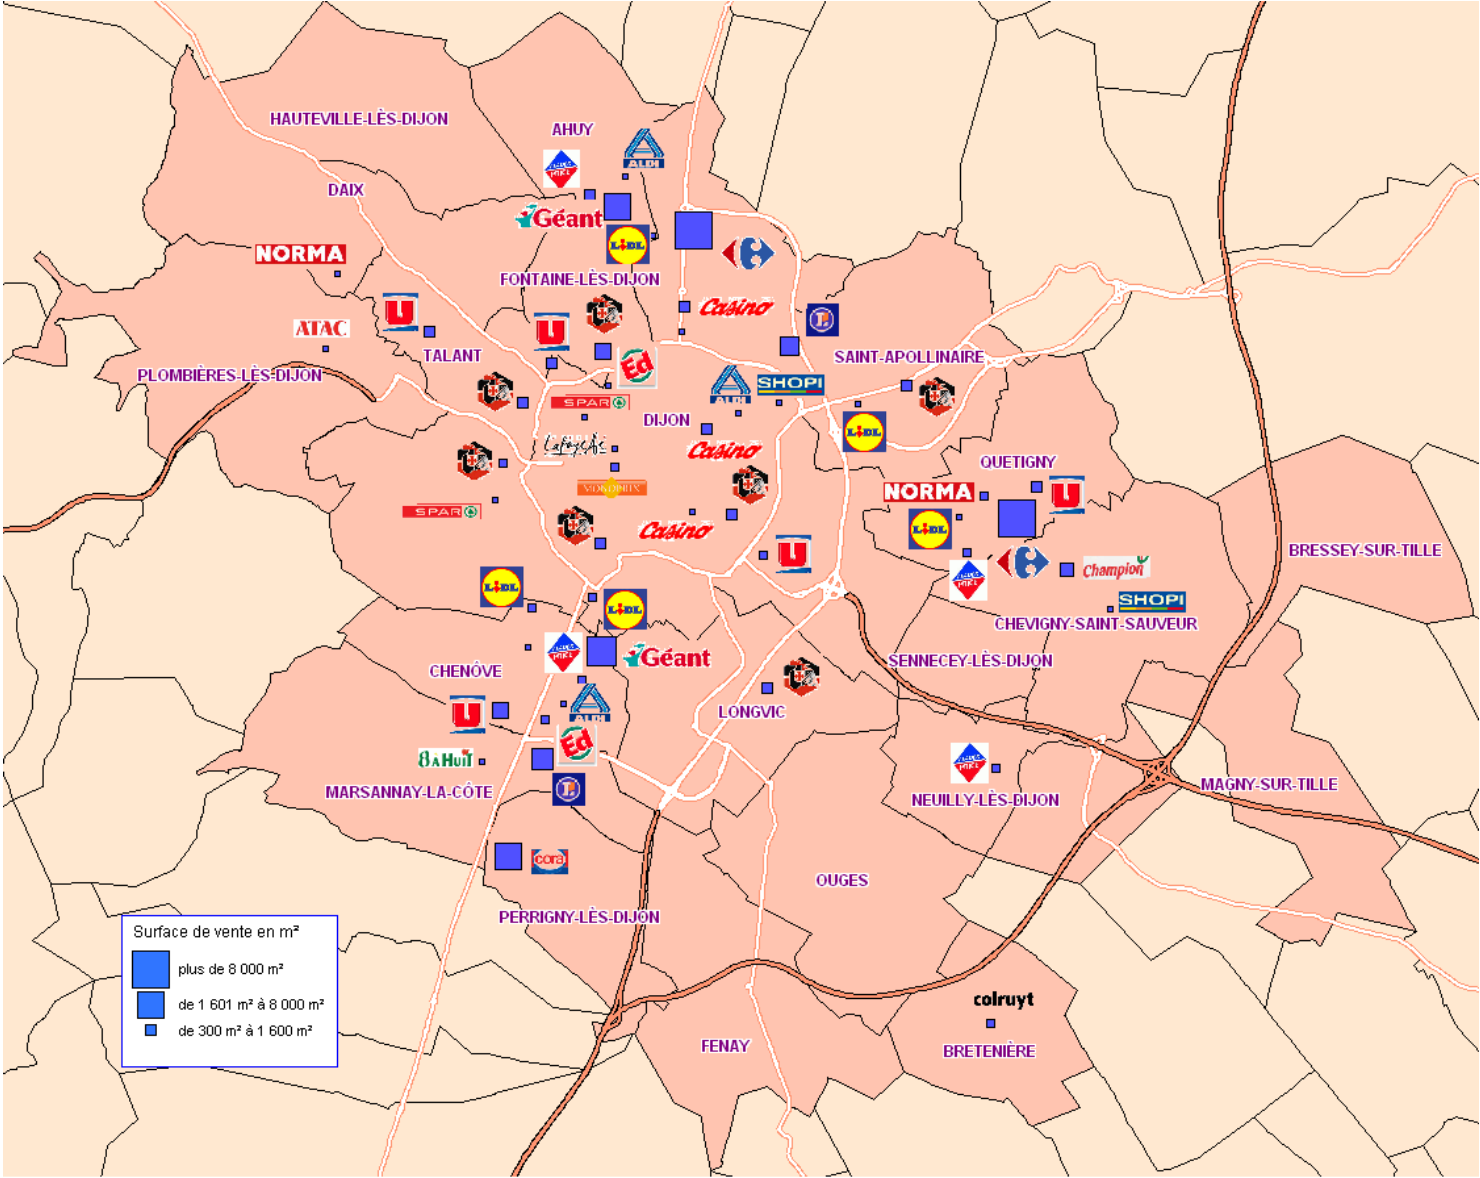 HAUTEVILLE-LÈS-DIJON
AHUY
ALDI
DAIX
Géant
LIDL
NORMA
FONTAINE-LÈS-DIJON
Casino
U
U
ATAC
TALANT
SAINT-APOLLINAIRE
Ed
PLOMBIÈRES-LÈS-DIJON
ALDI
SHOPI
SPAR
DIJON
LIDL
Lafayette
Casino
QUETIGNY
NORMA
U
MONOPRIX
SPAR
LIDL
Casino
U
BRESSEY-SUR-TILLE
Champion
LIDL
LIDL
SHOPI
CHEVIGNY-SAINT-SAUVEUR
Géant
SENNECEY-LÈS-DIJON
CHENÔVE
U
ALDI
LONGVIC
Ed
8 À HUIT
MARSANNAY-LA-CÔTE
NEUILLY-LÈS-DIJON
MAGNY-SUR-TILLE
cora
OUGES
PERRIGNY-LÈS-DIJON
Surface de vente en m²
plus de 8 000 m²
de 1 601 m² à 8 000 m²
de 300 m² à 1 600 m²
colruyt
FENAY
BRETENIÈRE